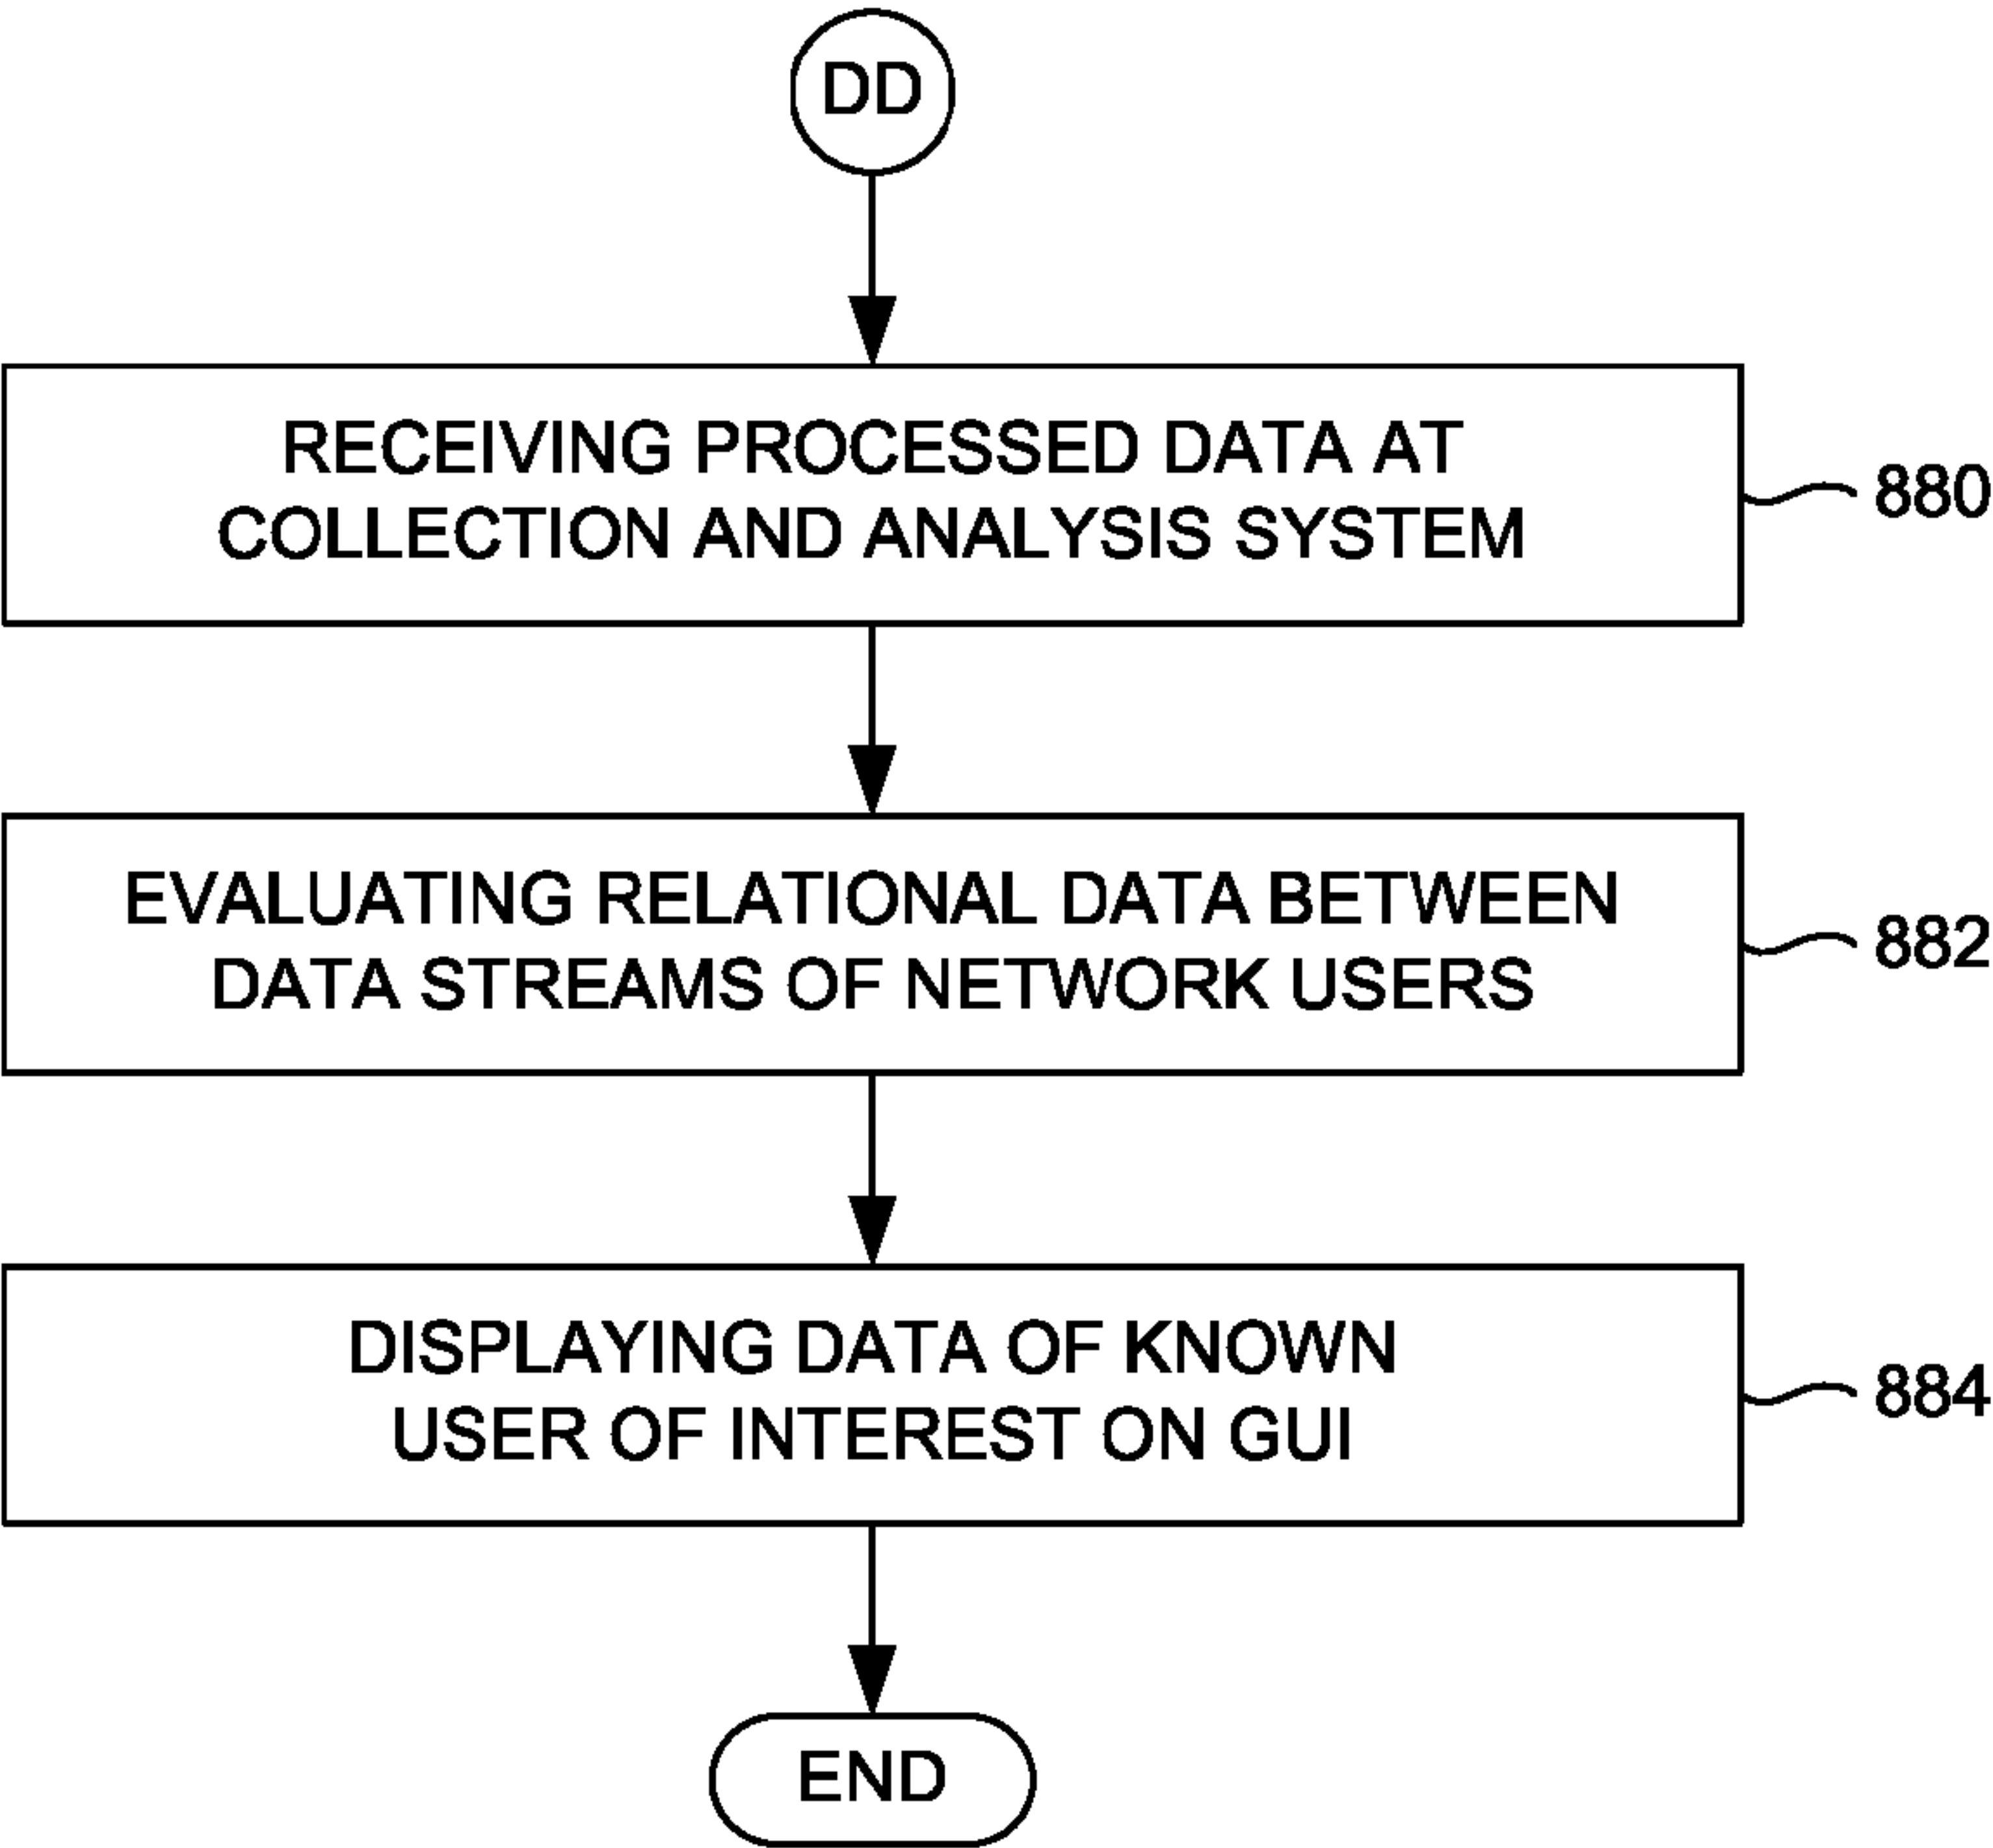 DD
RECEIVING PROCESSED DATA AT
COLLECTION AND ANALYSIS SYSTEM
880
EVALUATING RELATIONAL DATA BETWEEN
DATA STREAMS OF NETWORK USERS
882
DISPLAYING DATA OF KNOWN
USER OF INTEREST ON GUI
884
END